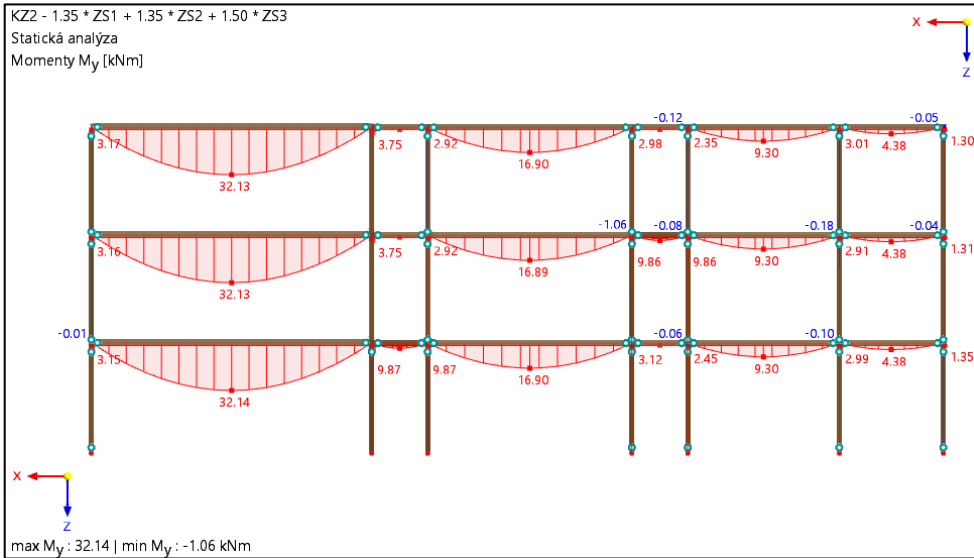 KZ2 - 1.35 * ZS1 + 1.35 * ZS2 + 1.50 * ZS3
Statická analýza
Momenty My [kNm]
X
Z
-0.12 -0.05
3.17 3.75 2.92 2.98 2.35 3.01 1.30
32.13 16.90 9.30 4.38
-1.06 -0.08 -0.18 -0.04
3.16 3.75 2.92 9.86 9.86 2.91 1.31
32.13 16.89 9.30 4.38
-0.01 -0.06 -0.10
3.15 9.87 9.87 3.12 2.45 2.99 1.35
32.14 16.90 9.30 4.38
X
Z
max My : 32.14 | min My : -1.06 kNm